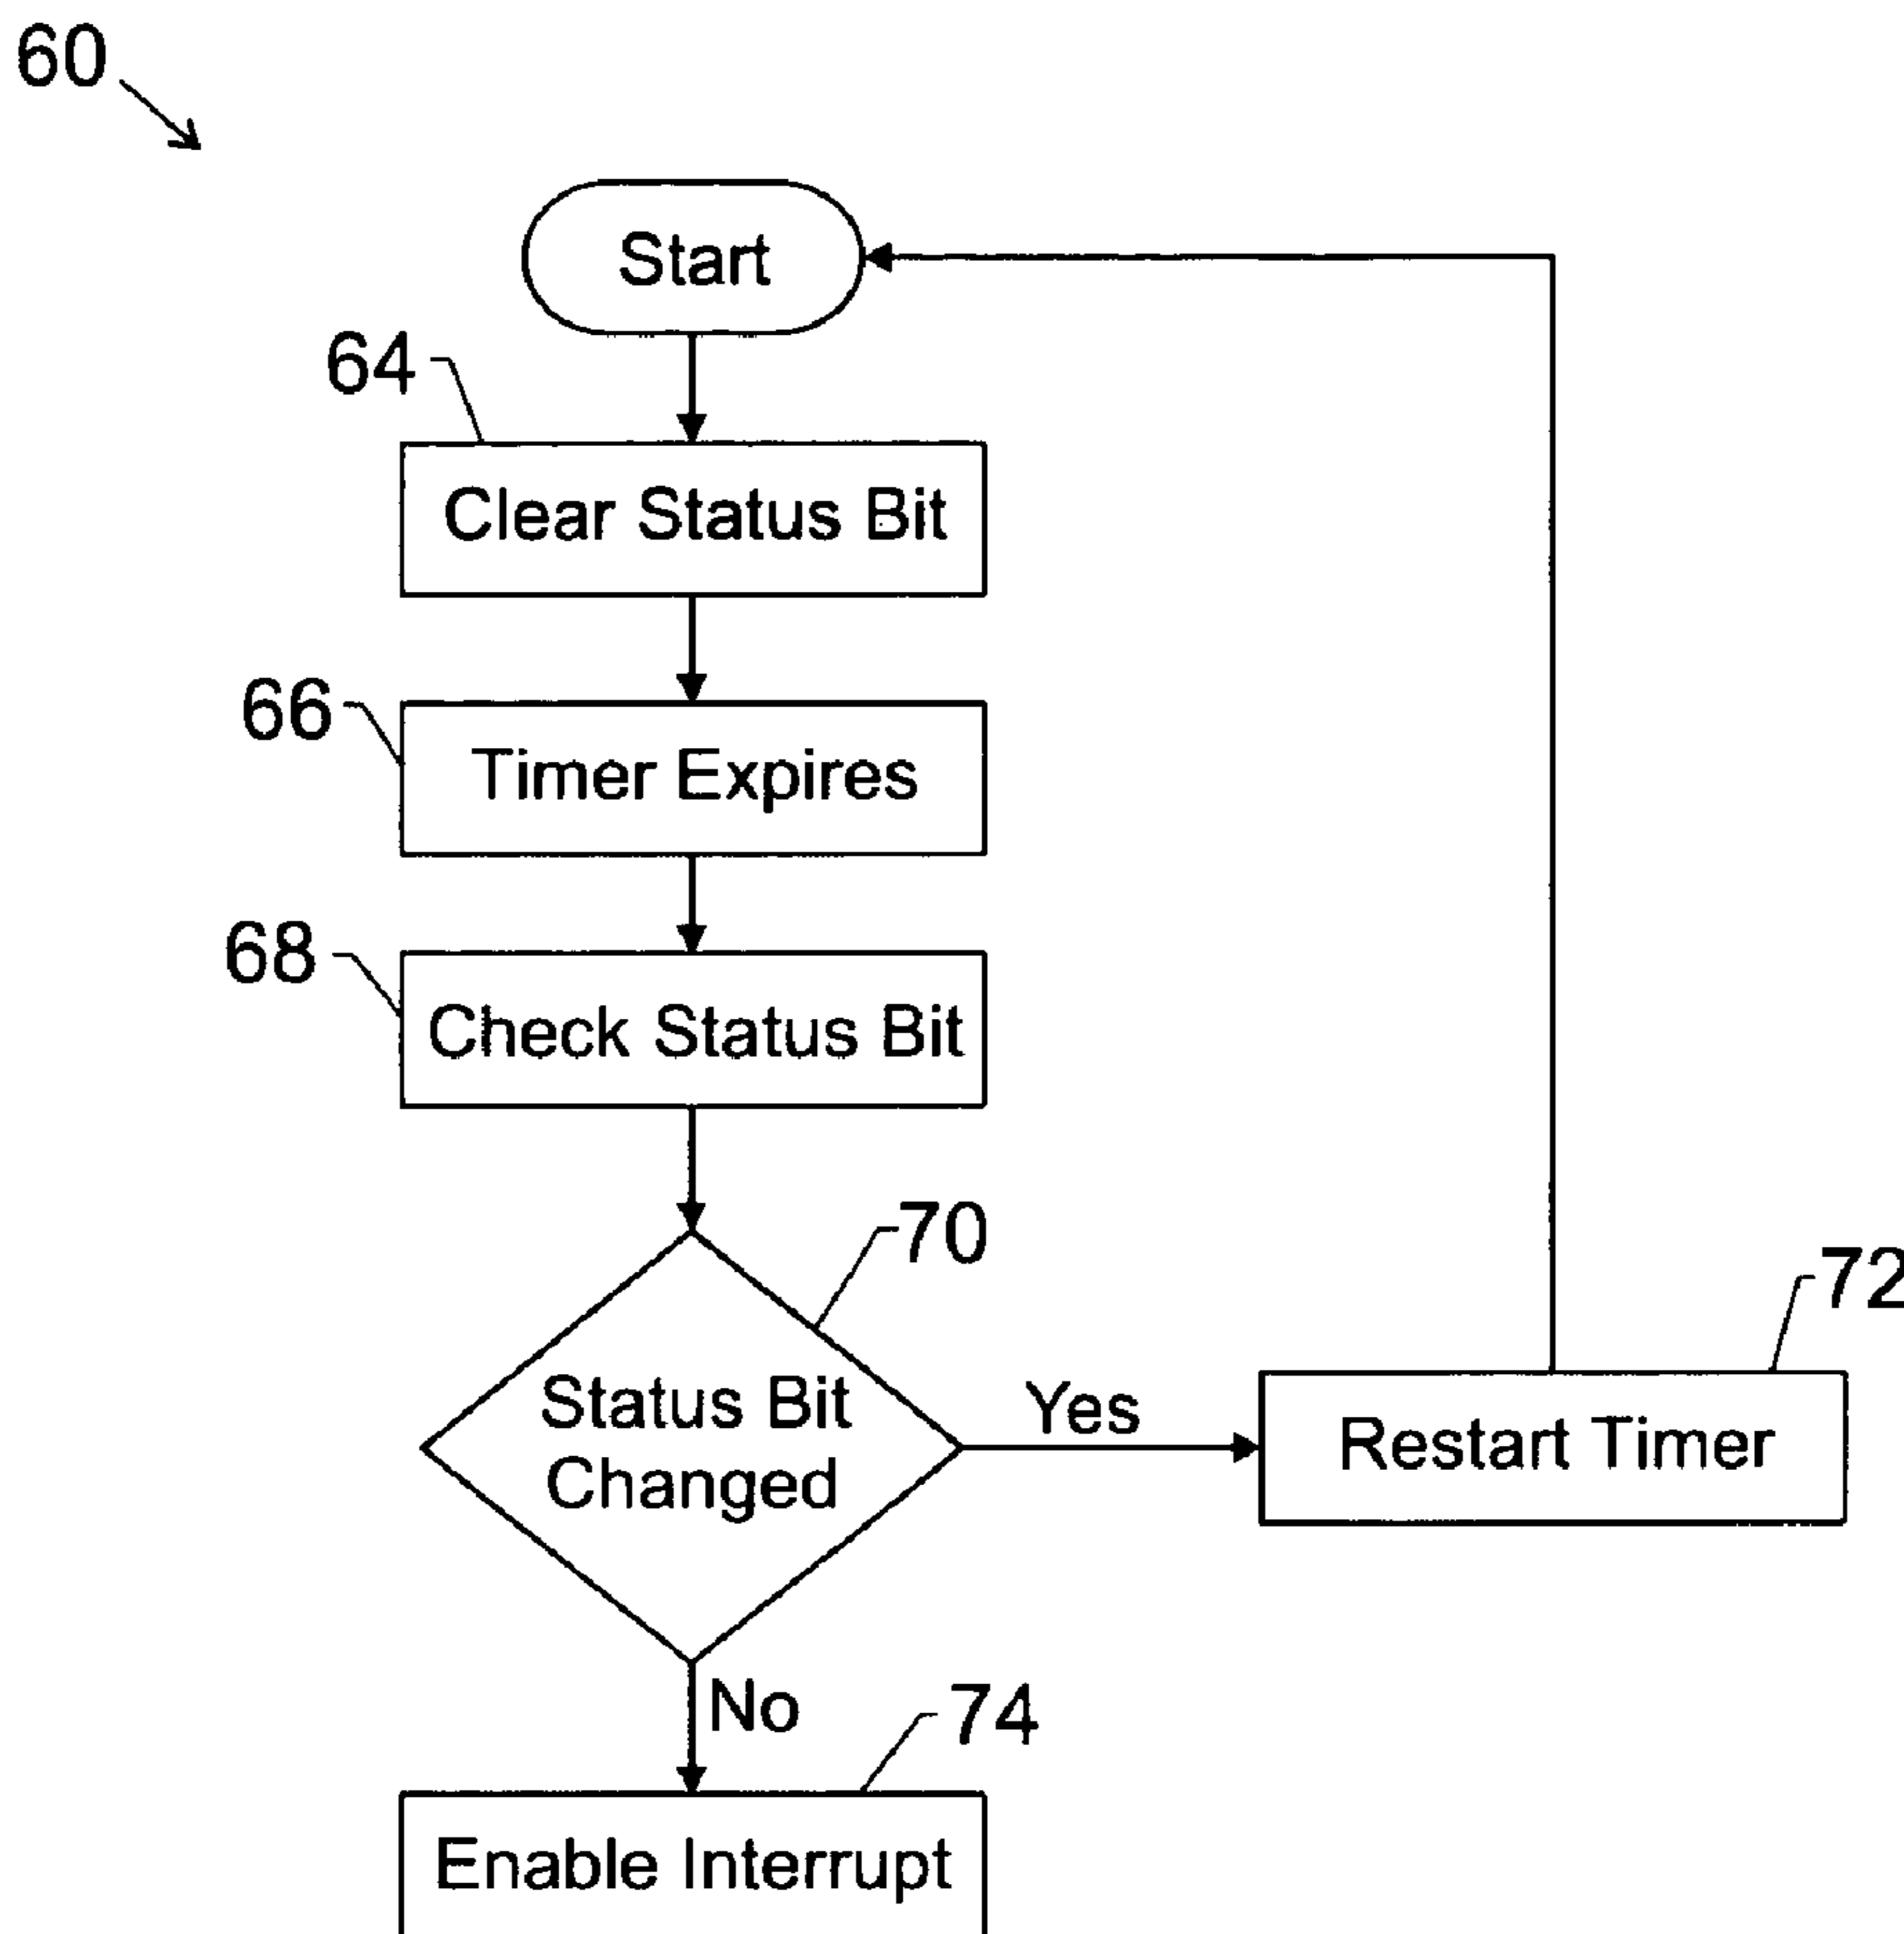 60
Start
64
Clear Status Bit
66
Timer Expires
68
Check Status Bit
70
Status Bit
Changed
Yes
72
Restart Timer
No
74
Enable Interrupt